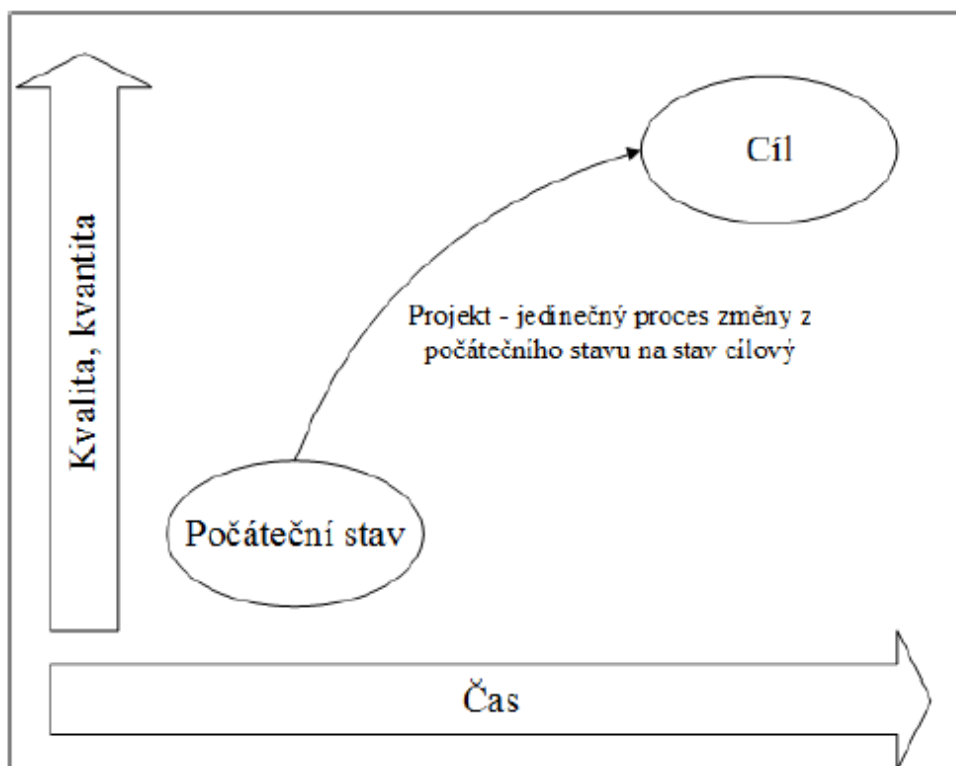 Kvalita, kvantita
Cíl
Projekt - jedinečný proces změny z
počátečního stavu na stav cílový
Počáteční stav
Čas